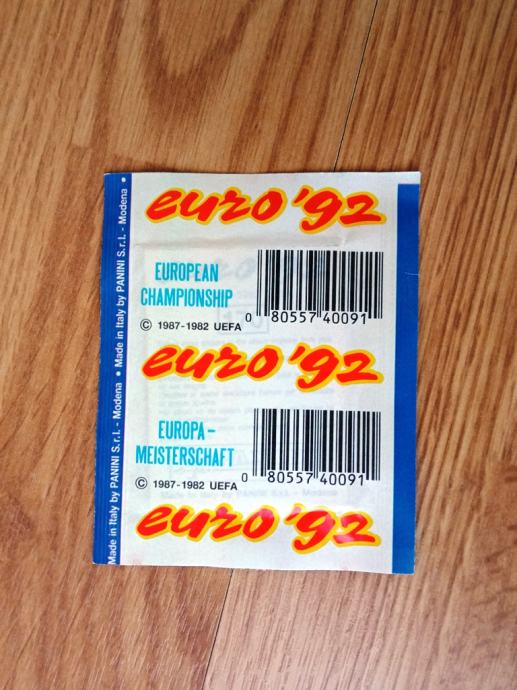 euro '92
EUROPEAN
CHAMPIONSHIP
© 1987-1982 UEFA
0 80557 40091
euro '92
EUROPA-
MEISTERSCHAFT
© 1987-1982 UEFA
0 80557 40091
euro '92
Made in Italy by PANINI S.r.l. - Modena • Made in Italy by PANINI S.r.l. - Modena •